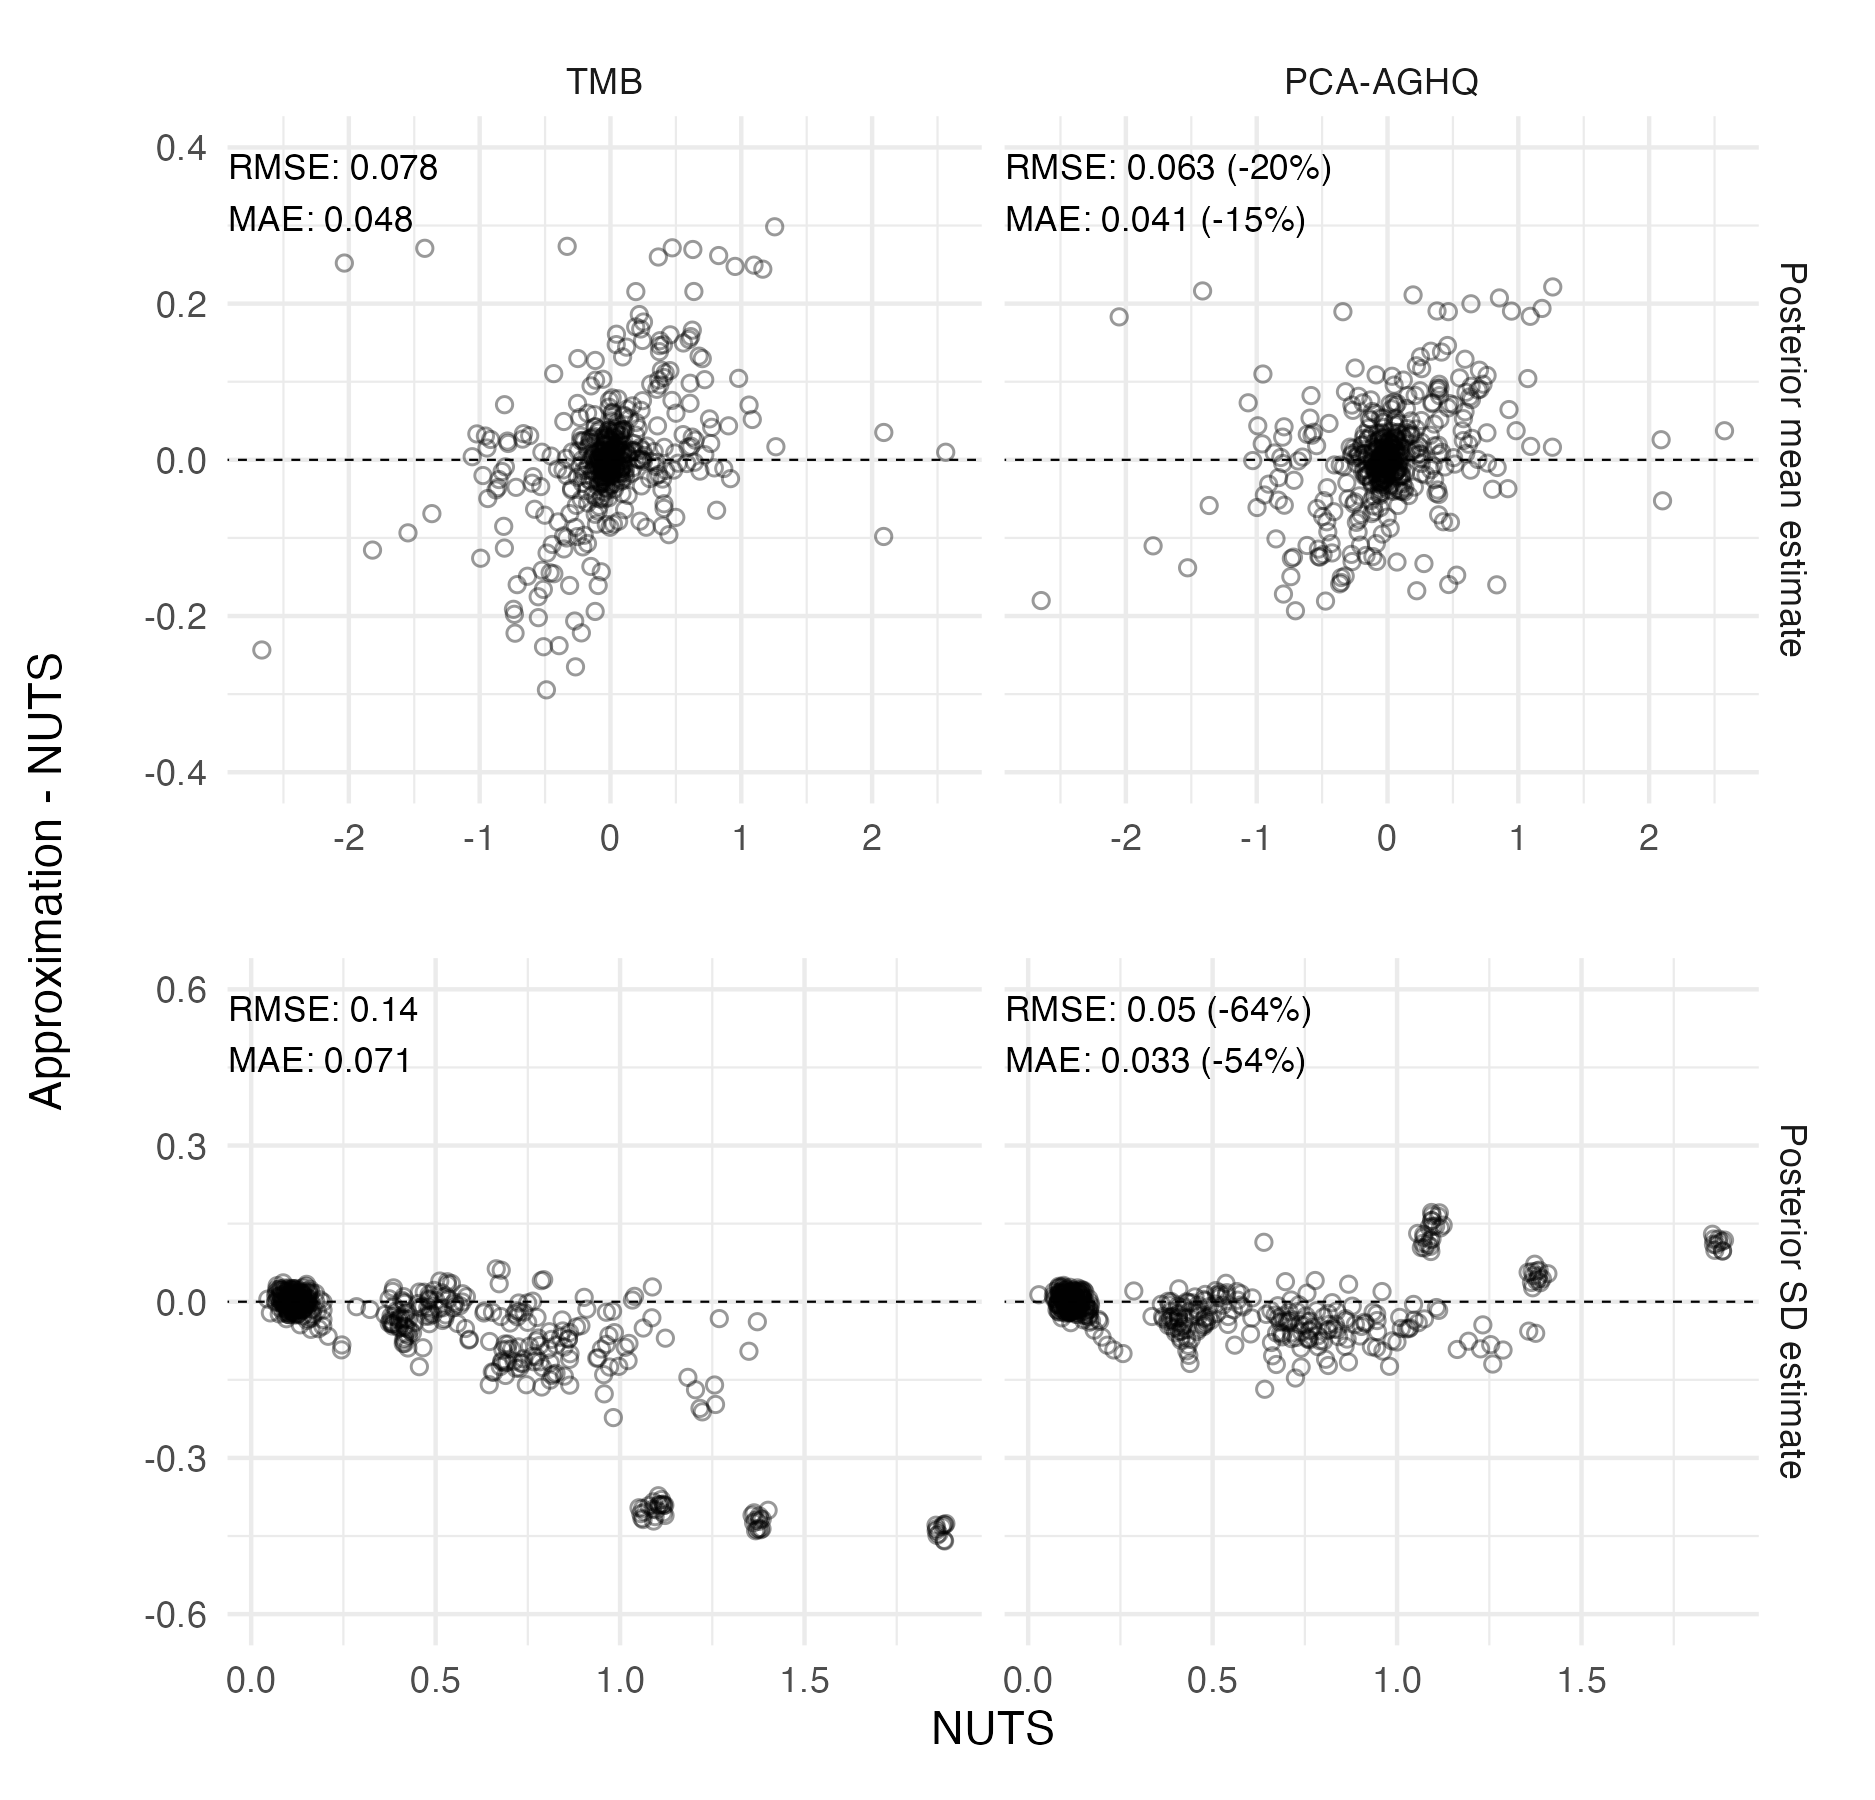 TMB
PCA-AGHQ
RMSE: 0.078
MAE: 0.048
RMSE: 0.063 (-20%)
MAE: 0.041 (-15%)
0.4
0.2
0.0
-0.2
-0.4
-2 -1 0 1 2
-2 -1 0 1 2
Posterior mean estimate
Approximation - NUTS
RMSE: 0.14
MAE: 0.071
RMSE: 0.05 (-64%)
MAE: 0.033 (-54%)
0.6
0.3
0.0
-0.3
-0.6
0.0 0.5 1.0 1.5
0.0 0.5 1.0 1.5
Posterior SD estimate
NUTS